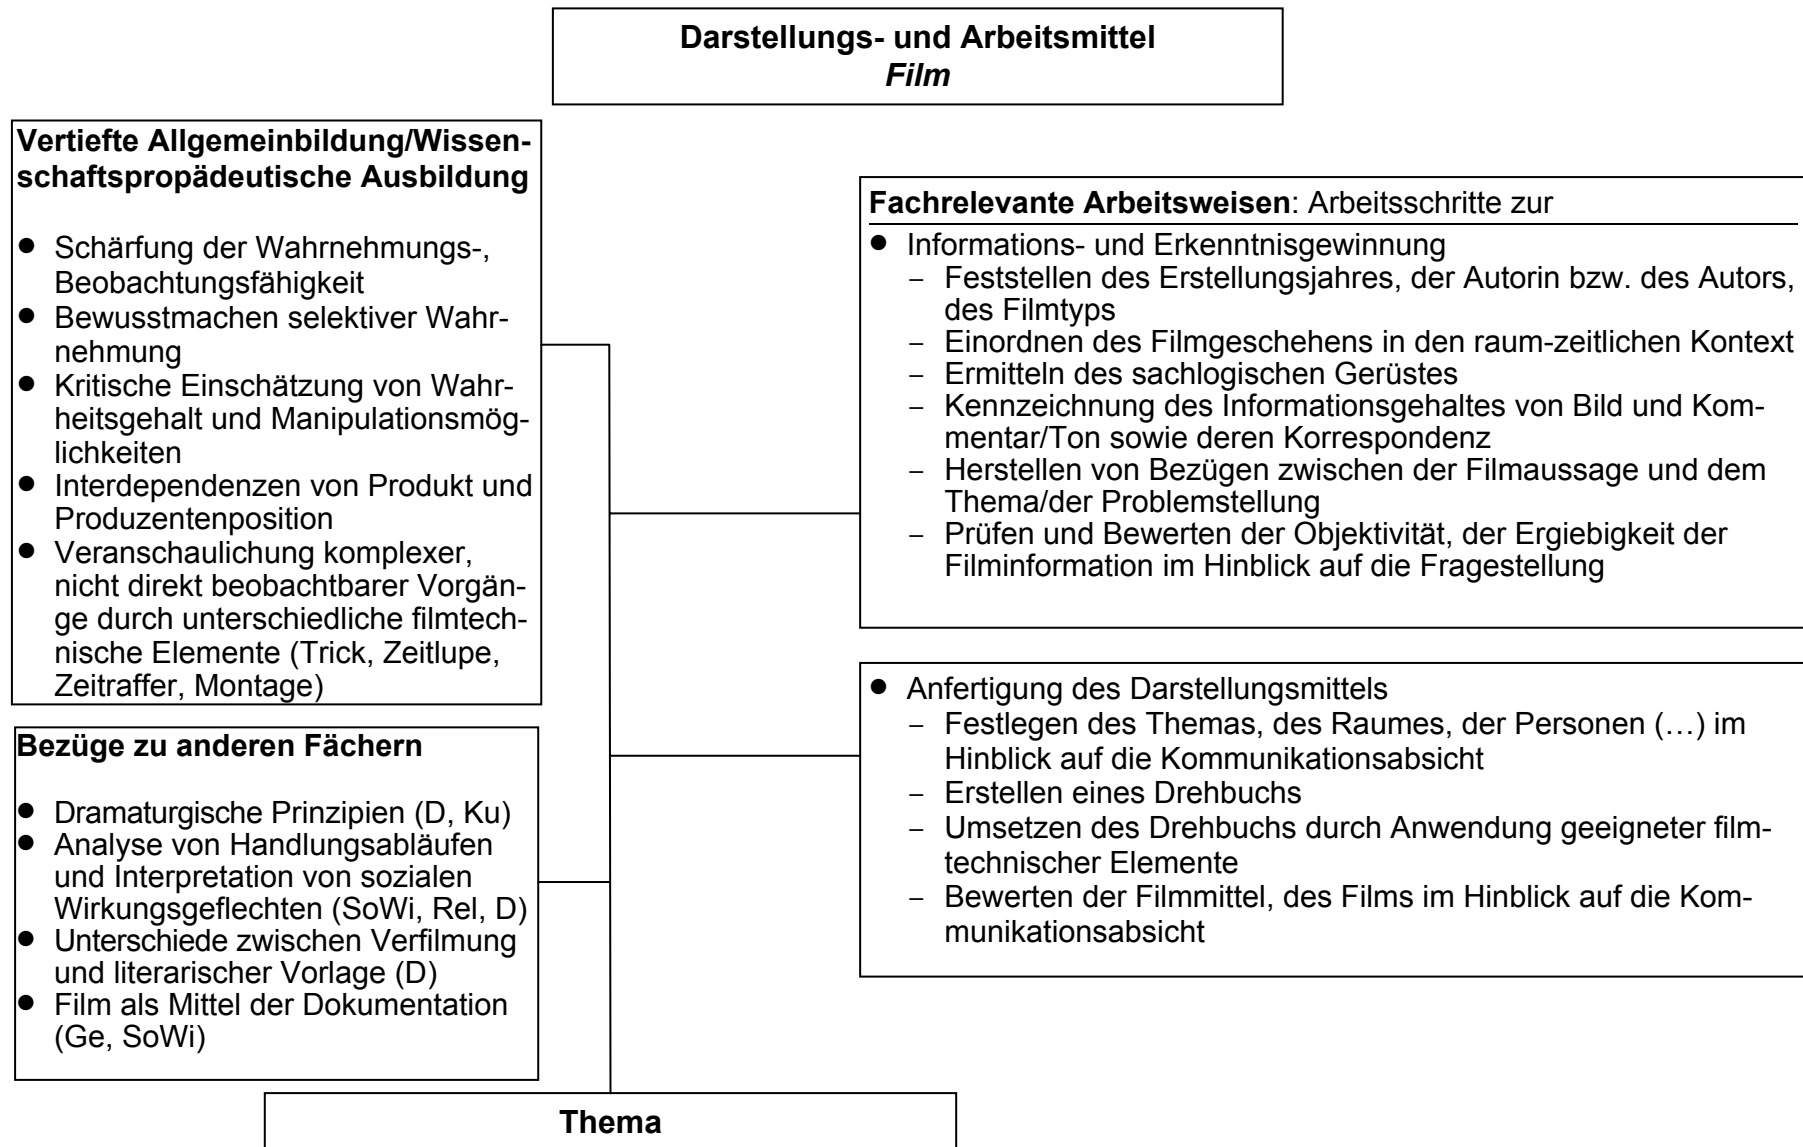 Darstellungs- und Arbeitsmittel
Film
Vertiefte Allgemeinbildung/Wissen-
schaftspropädeutische Ausbildung
● Schärfung der Wahrnehmungs-,
Beobachtungsfähigkeit
● Bewusstmachen selektiver Wahr-
nehmung
● Kritische Einschätzung von Wahr-
heitsgehalt und Manipulationsmög-
lichkeiten
● Interdependenzen von Produkt und
Produzentenposition
● Veranschaulichung komplexer,
nicht direkt beobachtbarer Vorgän-
ge durch unterschiedliche filmtech-
nische Elemente (Trick, Zeitlupe,
Zeitraffer, Montage)
Bezüge zu anderen Fächern
● Dramaturgische Prinzipien (D, Ku)
● Analyse von Handlungsabläufen
und Interpretation von sozialen
Wirkungsgeflechten (SoWi, Rel, D)
● Unterschiede zwischen Verfilmung
und literarischer Vorlage (D)
● Film als Mittel der Dokumentation
(Ge, SoWi)
Fachrelevante Arbeitsweisen: Arbeitsschritte zur
● Informations- und Erkenntnisgewinnung
– Feststellen des Erstellungsjahres, der Autorin bzw. des Autors,
des Filmtyps
– Einordnen des Filmgeschehens in den raum-zeitlichen Kontext
– Ermitteln des sachlogischen Gerüstes
– Kennzeichnung des Informationsgehaltes von Bild und Kom-
mentar/Ton sowie deren Korrespondenz
– Herstellen von Bezügen zwischen der Filmaussage und dem
Thema/der Problemstellung
– Prüfen und Bewerten der Objektivität, der Ergiebigkeit der
Filminformation im Hinblick auf die Fragestellung
● Anfertigung des Darstellungsmittels
– Festlegen des Themas, des Raumes, der Personen (…) im
Hinblick auf die Kommunikationsabsicht
– Erstellen eines Drehbuchs
– Umsetzen des Drehbuchs durch Anwendung geeigneter film-
technischer Elemente
– Bewerten der Filmmittel, des Films im Hinblick auf die Kom-
munikationsabsicht
Thema